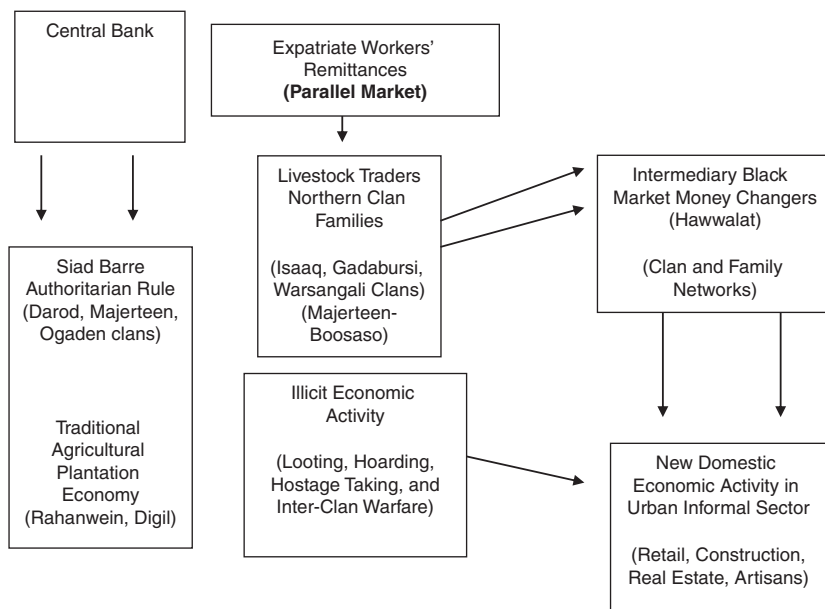 Central Bank
Expatriate Workers'
Remittances
(Parallel Market)
Livestock Traders
Northern Clan
Families
(Isaaq, Gadabursi,
Warsangali Clans)
(Majerteen-
Boosaso)
Intermediary Black
Market Money Changers
(Hawwalat)
(Clan and Family
Networks)
Siad Barre
Authoritarian Rule
(Darod, Majerteen,
Ogaden clans)
Traditional
Agricultural
Plantation
Economy
(Rahanwein, Digil)
Illicit Economic
Activity
(Looting, Hoarding,
Hostage Taking, and
Inter-Clan Warfare)
New Domestic
Economic Activity in
Urban Informal Sector
(Retail, Construction,
Real Estate, Artisans)